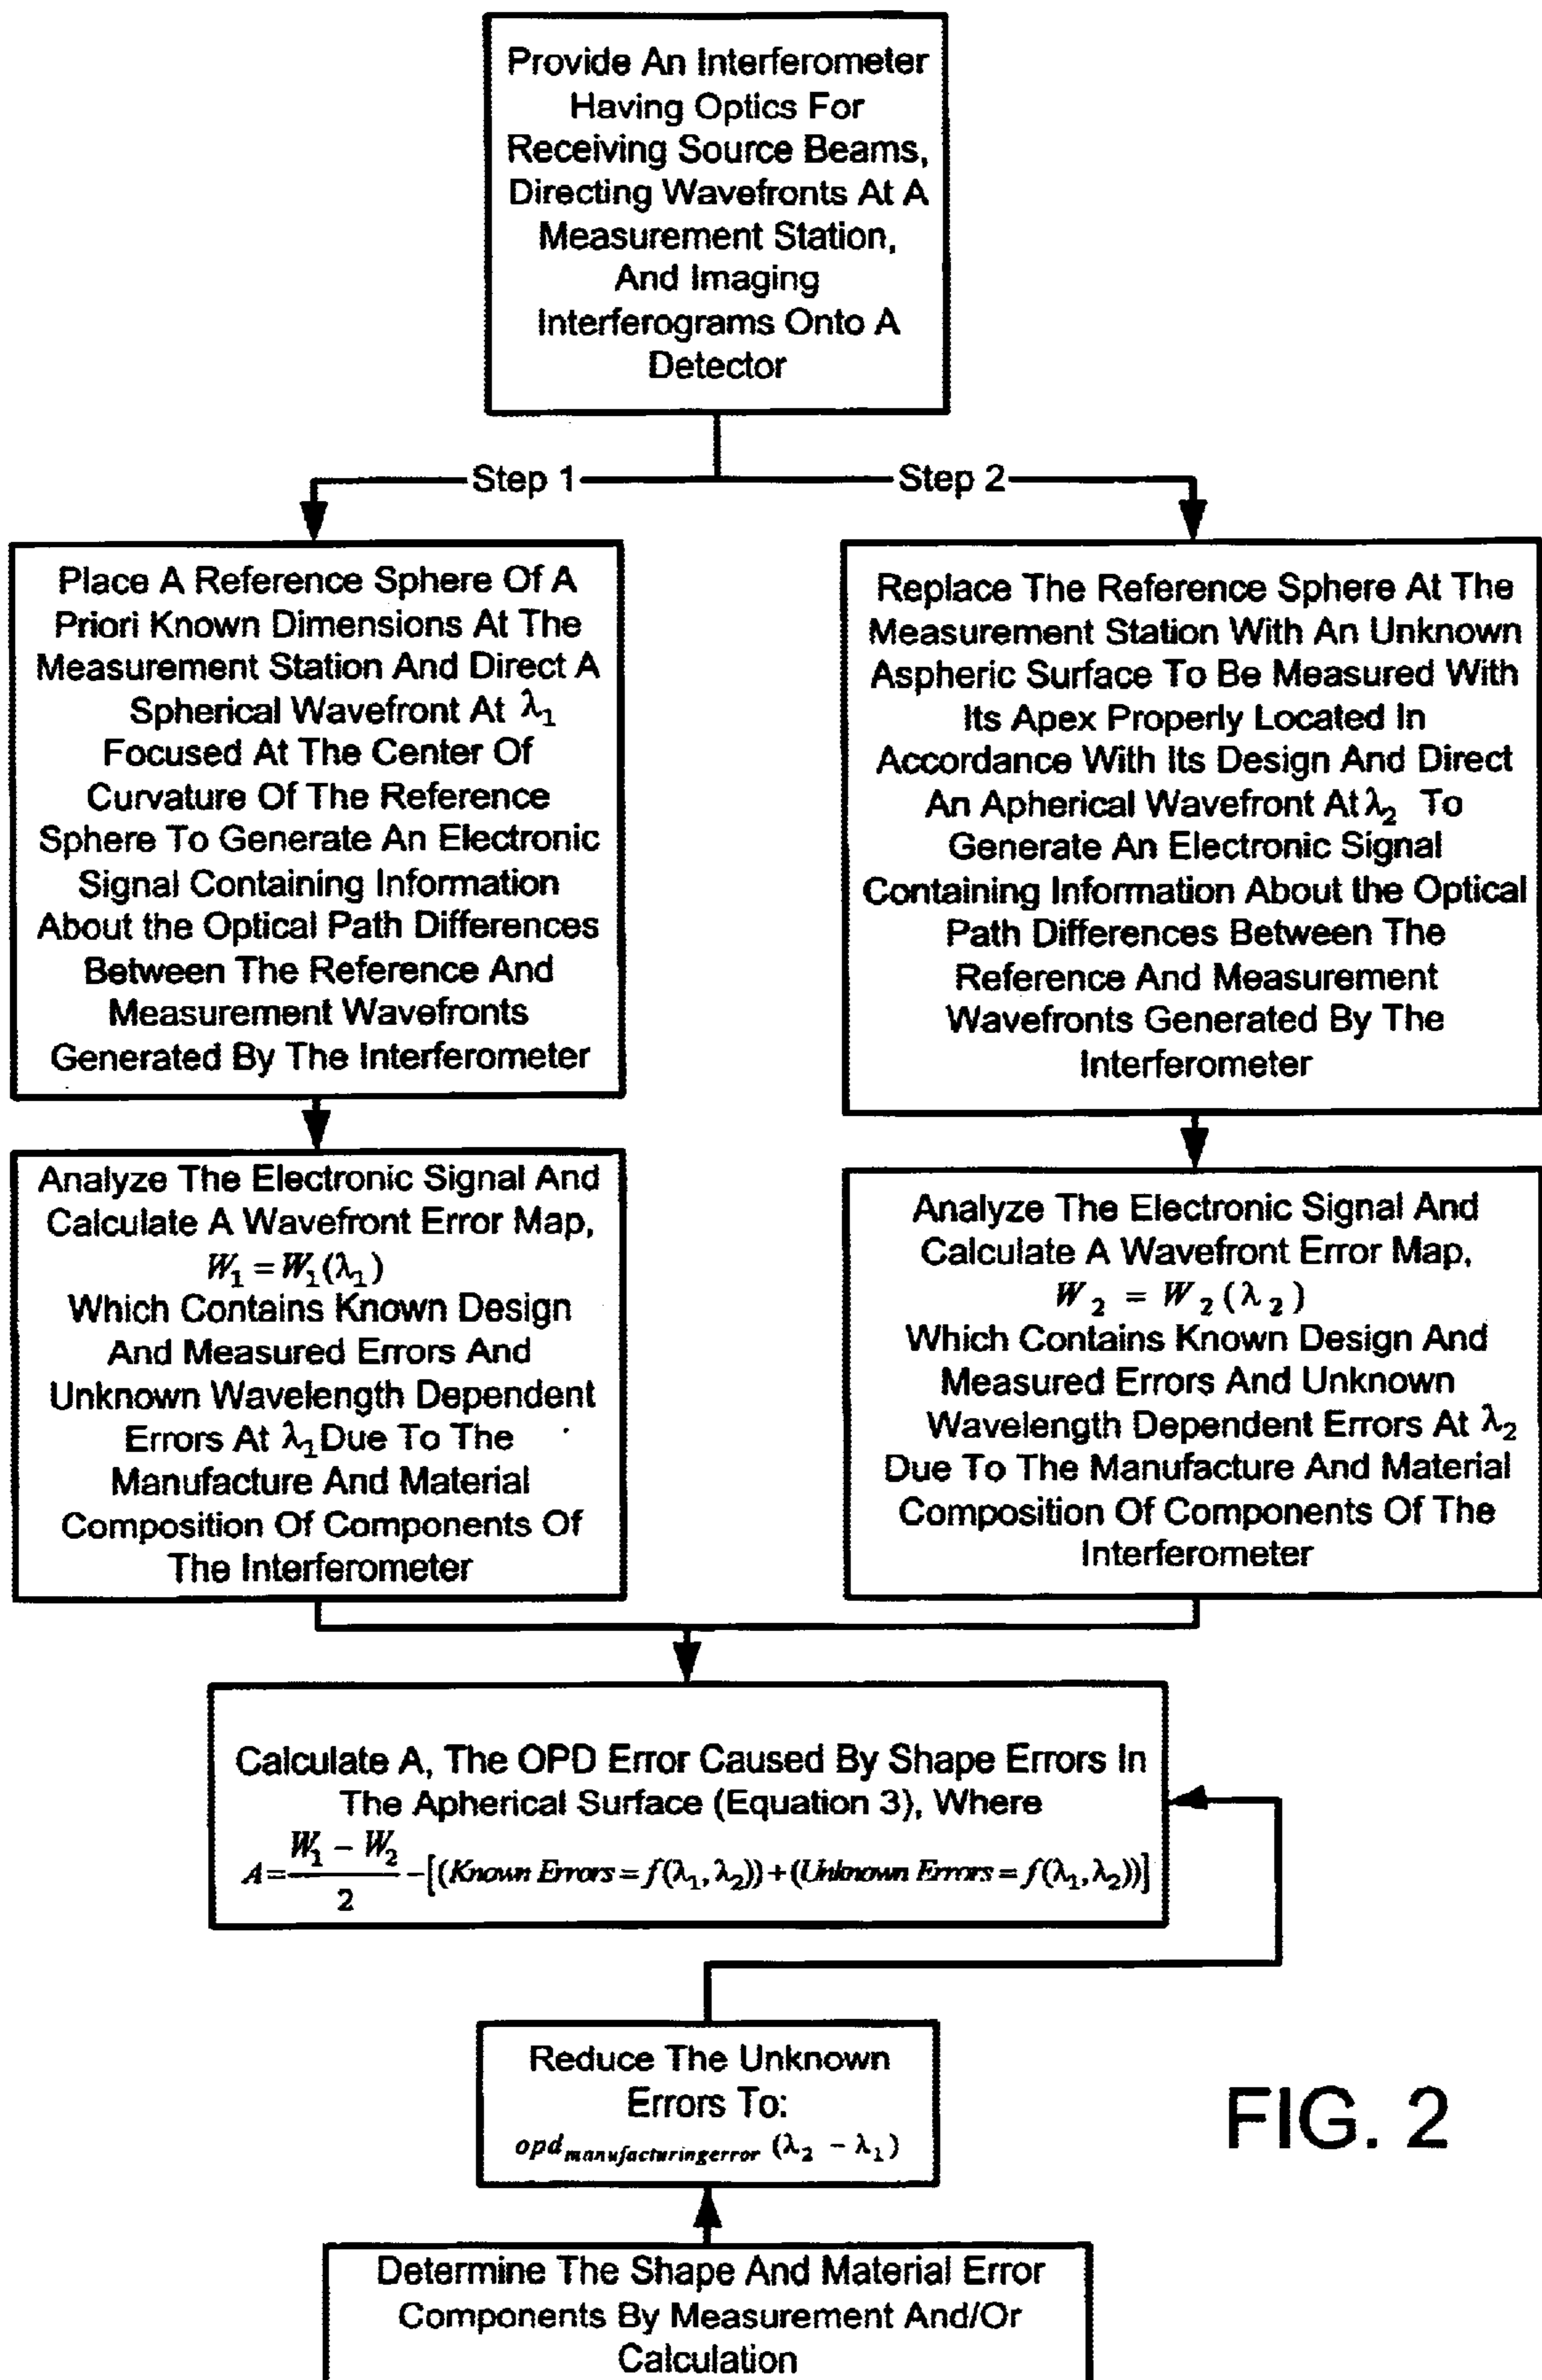 Provide An Interferometer
Having Optics For
Receiving Source Beams,
Directing Wavefronts At A
Measurement Station,
And Imaging
Interferograms Onto A
Detector
Step 1
Step 2
Place A Reference Sphere Of A
Priori Known Dimensions At The
Measurement Station And Direct A
Spherical Wavefront At λ₁
Focused At The Center Of
Curvature Of The Reference
Sphere To Generate An Electronic
Signal Containing Information
About the Optical Path Differences
Between The Reference And
Measurement Wavefronts
Generated By The Interferometer
Replace The Reference Sphere At The
Measurement Station With An Unknown
Aspheric Surface To Be Measured With
Its Apex Properly Located In
Accordance With Its Design And Direct
An Apherical Wavefront At λ₂ To
Generate An Electronic Signal
Containing Information About the Optical
Path Differences Between The
Reference And Measurement
Wavefronts Generated By The
Interferometer
Analyze The Electronic Signal And
Calculate A Wavefront Error Map,
W₁ = W₁(λ₁)
Which Contains Known Design
And Measured Errors And
Unknown Wavelength Dependent
Errors At λ₁ Due To The
Manufacture And Material
Composition Of Components Of
The Interferometer
Analyze The Electronic Signal And
Calculate A Wavefront Error Map,
W₂ = W₂(λ₂)
Which Contains Known Design And
Measured Errors And Unknown
Wavelength Dependent Errors At λ₂
Due To The Manufacture And Material
Composition Of Components Of The
Interferometer
Calculate A, The OPD Error Caused By Shape Errors In
The Apherical Surface (Equation 3), Where
A = (W₁ − W₂)/2 − [(Known Errors = f(λ₁, λ₂)) + (Unknown Errors = f(λ₁, λ₂))]
Reduce The Unknown
Errors To:
opd manufacturingerror (λ₂ − λ₁)
FIG. 2
Determine The Shape And Material Error
Components By Measurement And/Or
Calculation